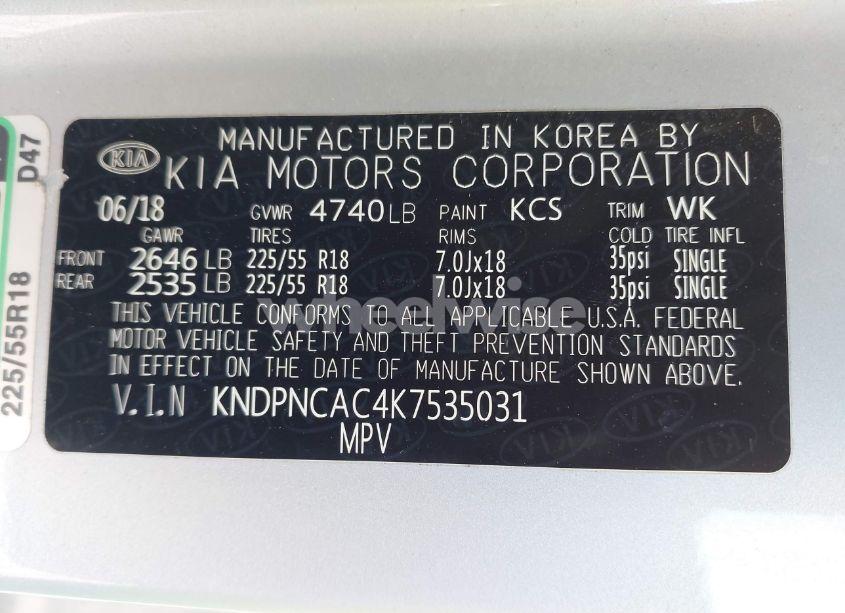 MANUFACTURED IN KOREA BY
KIA KIA MOTORS CORPORATION
06/18 GVWR 4740LB PAINT KCS TRIM WK
GAWR TIRES RIMS COLD TIRE INFL
FRONT 2646 LB 225/55 R18 7.0Jx18 35psi SINGLE
REAR 2535 LB 225/55 R18 7.0Jx18 35psi SINGLE
THIS VEHICLE CONFORMS TO ALL APPLICABLE U.S.A. FEDERAL
MOTOR VEHICLE SAFETY AND THEFT PREVENTION STANDARDS
IN EFFECT ON THE DATE OF MANUFACTURE SHOWN ABOVE.
V.I.N KNDPNCAC4K7535031
MPV
wheelwise
225/55R18 D47